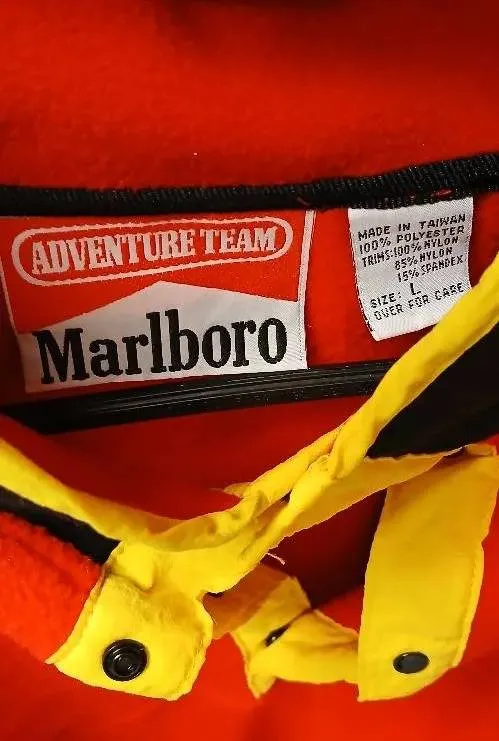 ADVENTURE TEAM
Marlboro
MADE IN TAIWAN
100% POLYESTER
TRIMS:100% NYLON
85% NYLON
15% SPANDEX
SIZE: L
OVER FOR CARE